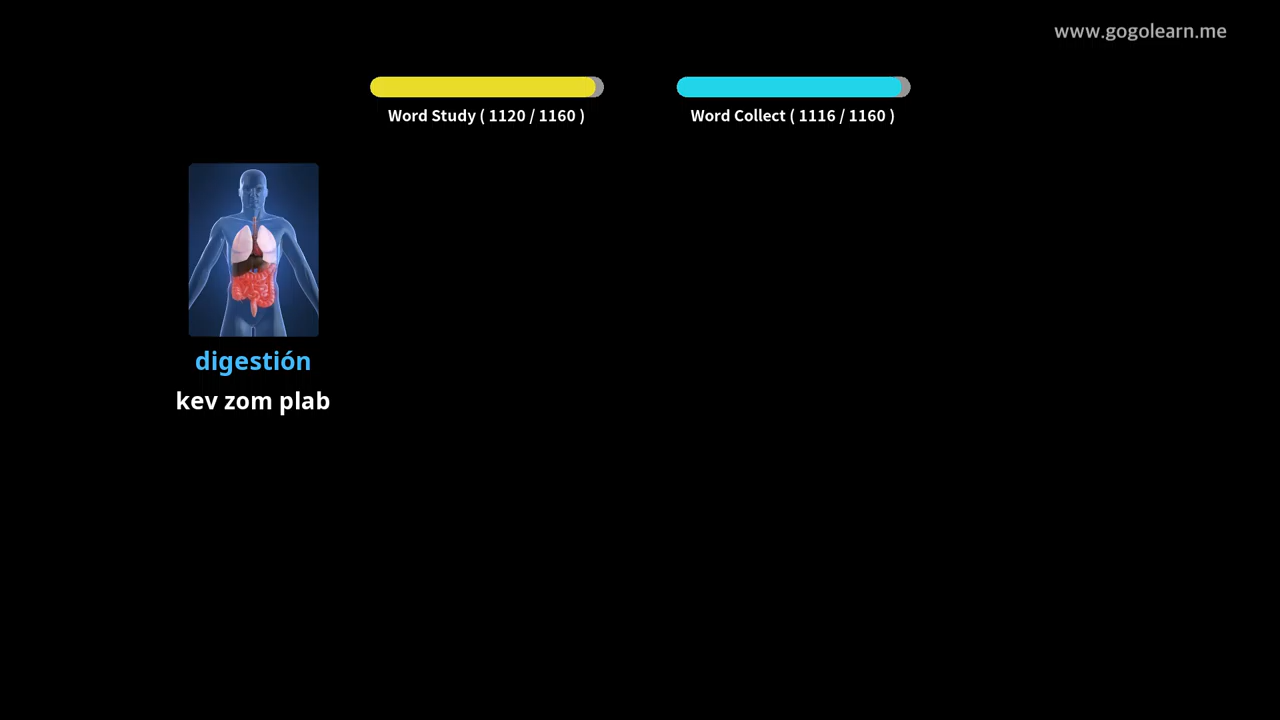 www.gogolearn.me
Word Study ( 1120 / 1160 )
Word Collect ( 1116 / 1160 )
digestión
kev zom plab